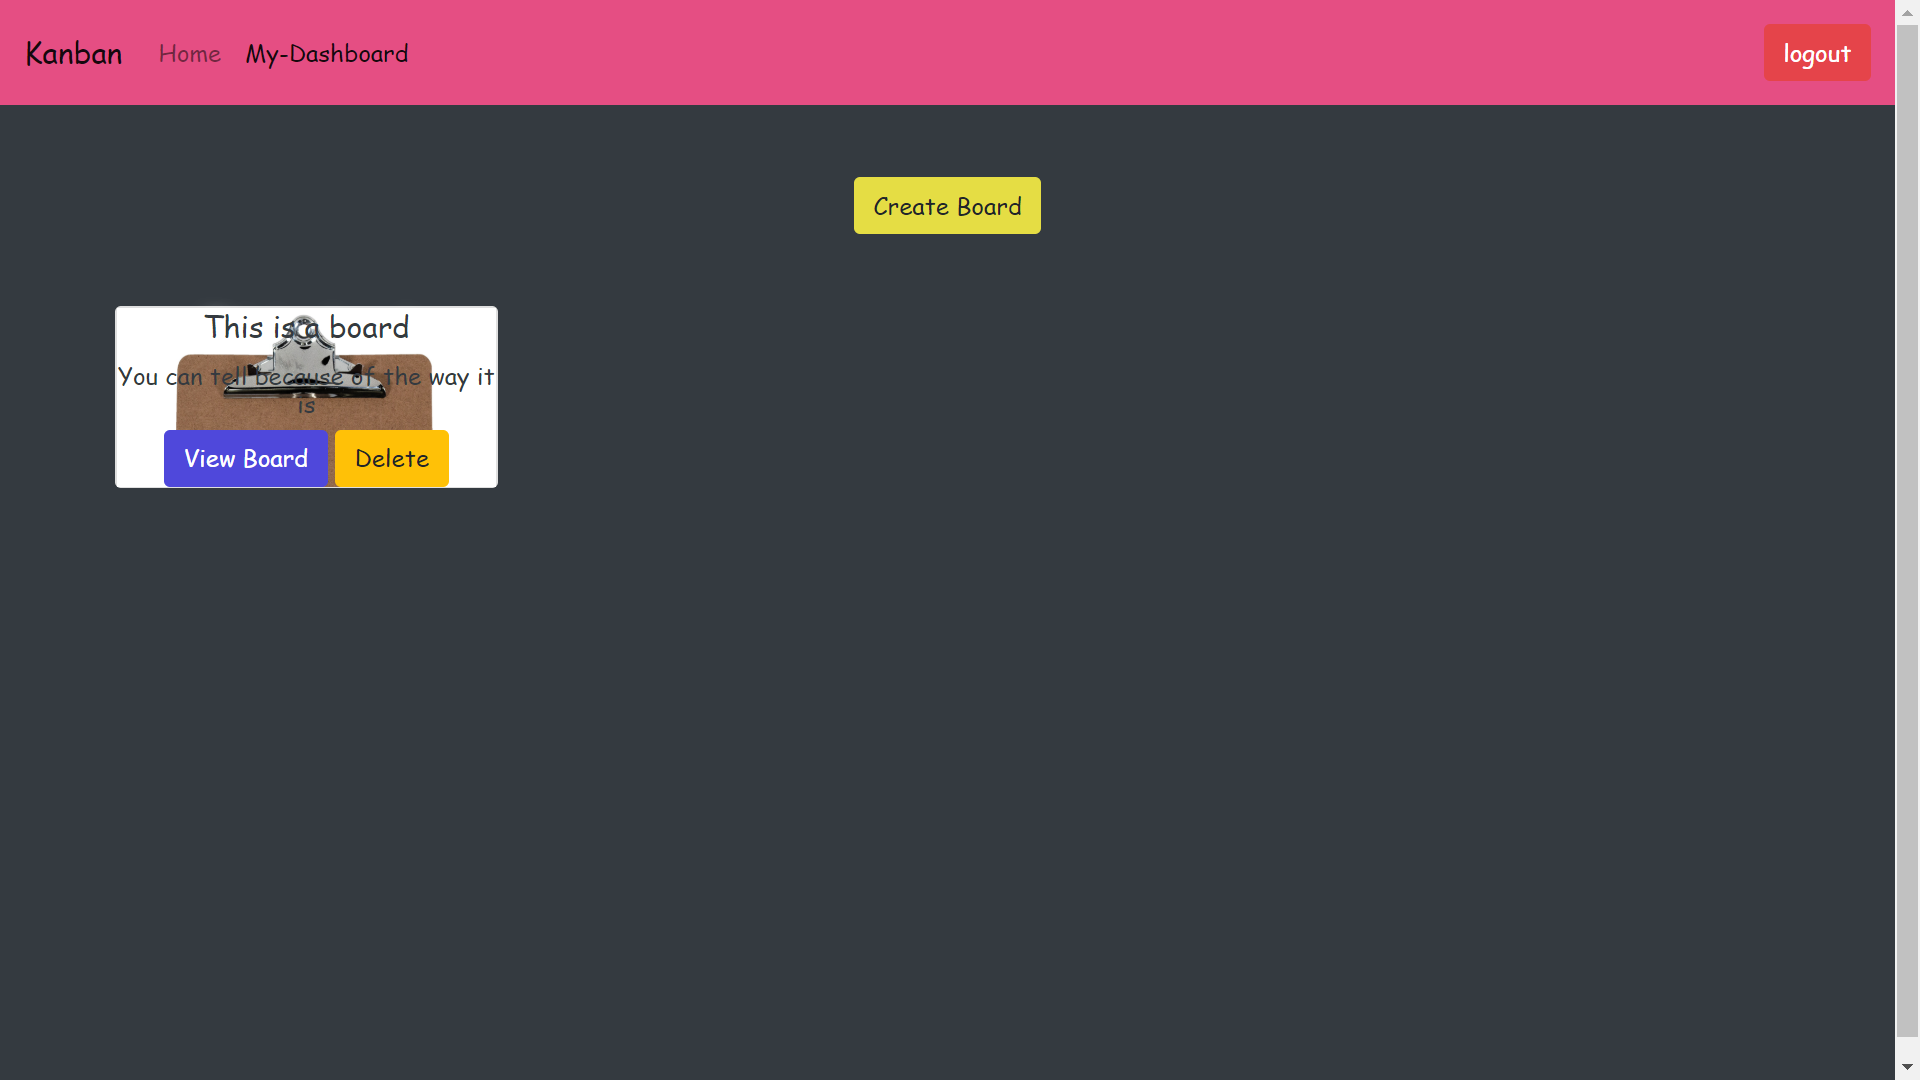 Kanban Home My-Dashboard logout
Create Board
This is a board
You can tell because of the way it
is
View Board Delete